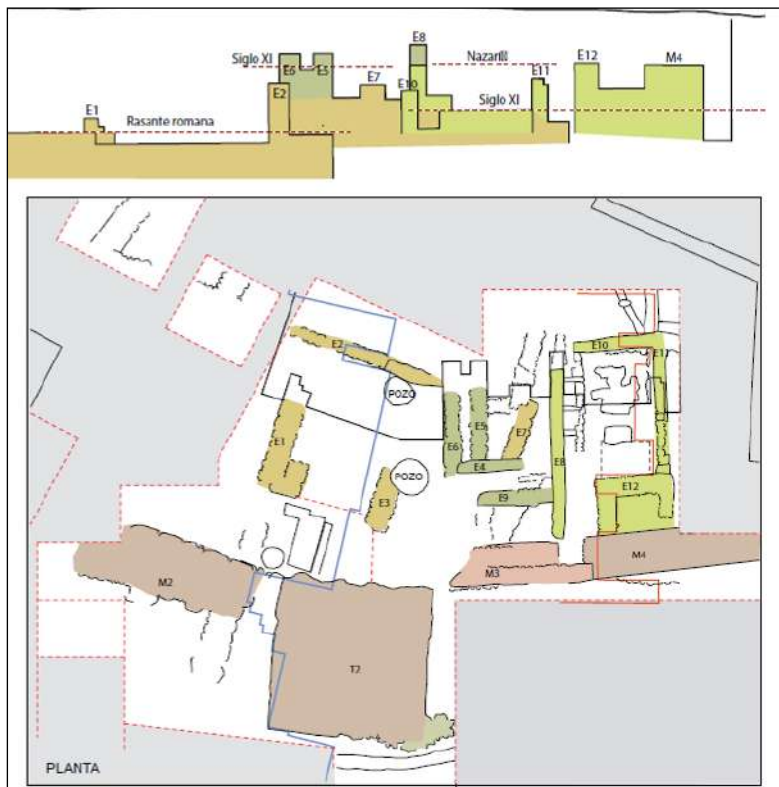 E8
Siglo XI
E6 E5
Nazarill
E12
M4
E2
E7
E10
E11
E1
Rasante romana
Siglo XI
E2
POZO
E10
E11
E1
E6
E5
E7
E4
E8
POZO
E3
E9
E12
M2
M3
M4
T2
PLANTA